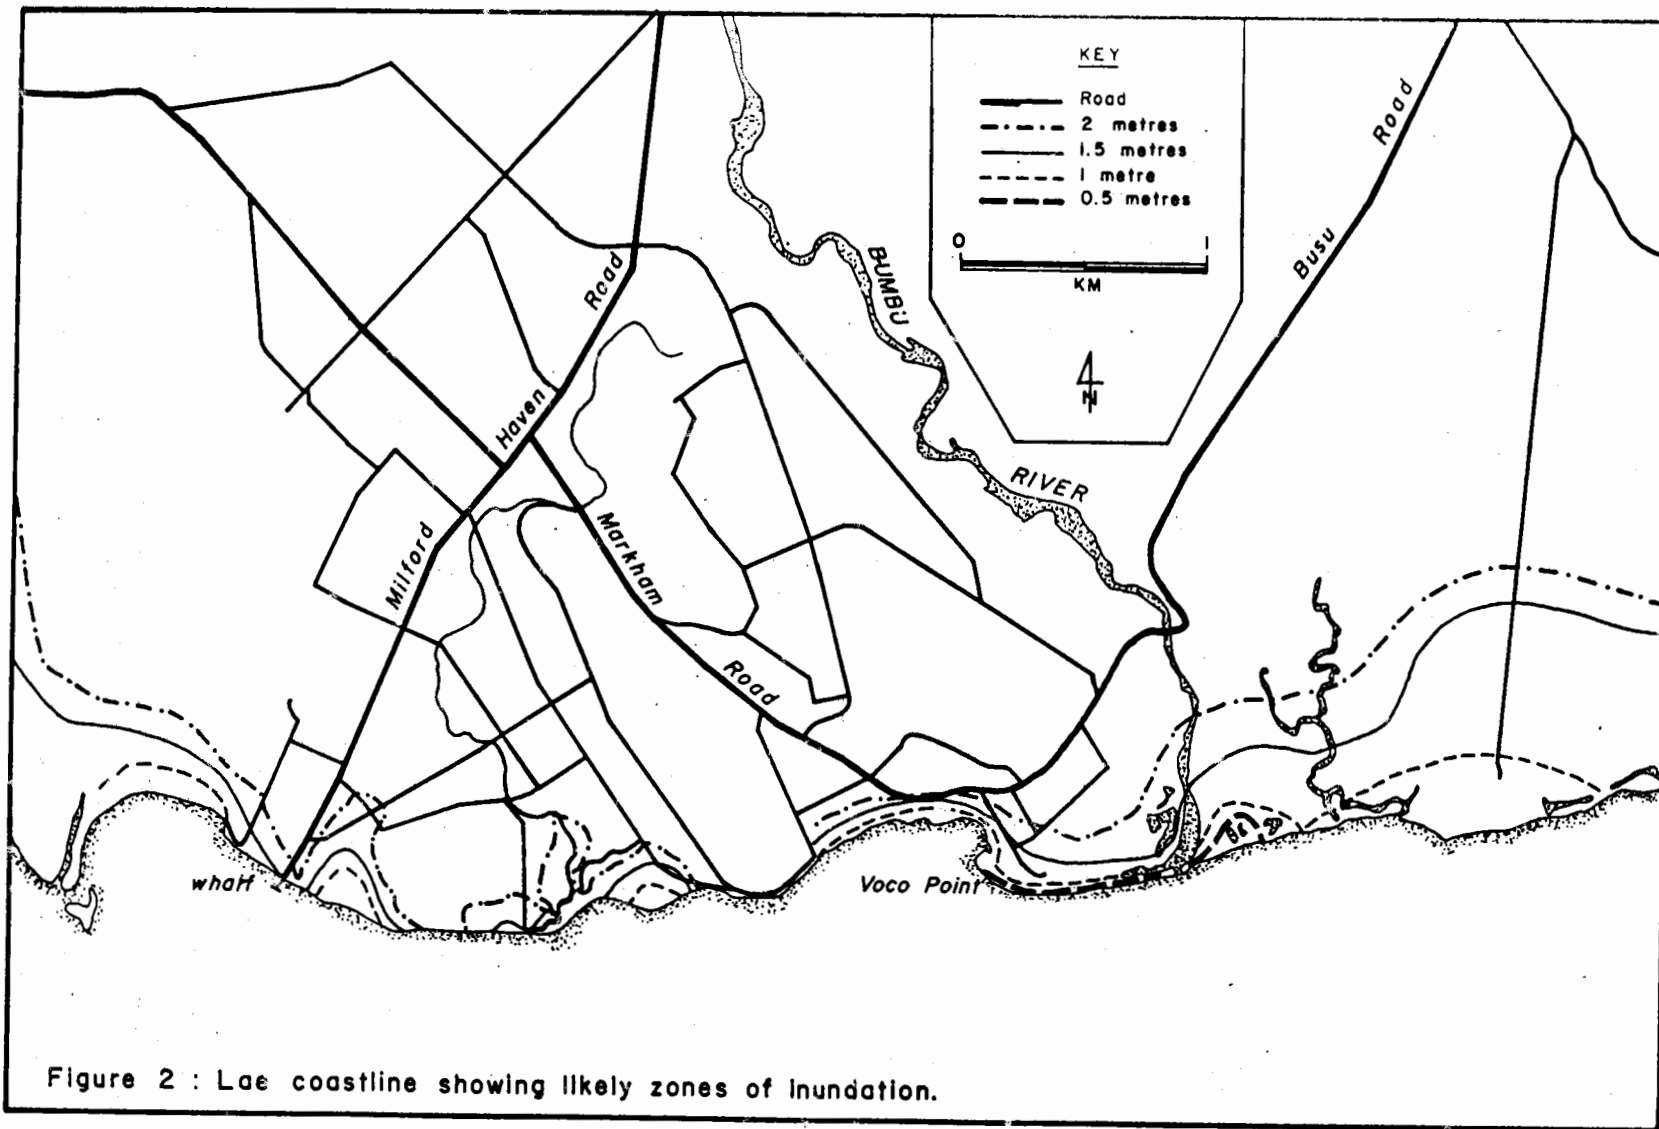 KEY
Road
2 metres
1.5 metres
1 metre
0.5 metres
0 1
KM
N
BUMBU
RIVER
Busu Road
Milford Haven Road
Markham Road
wharf
Voco Point
Figure 2 : Lae coastline showing likely zones of inundation.